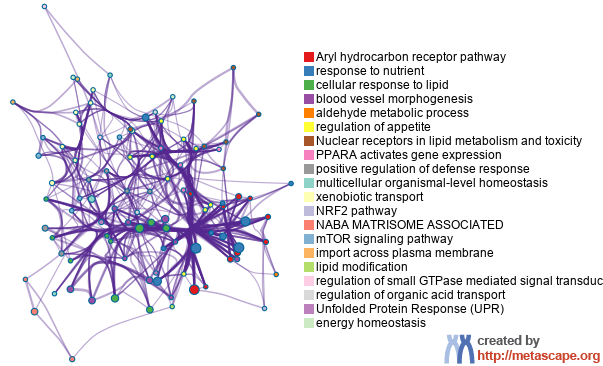 Aryl hydrocarbon receptor pathway
response to nutrient
cellular response to lipid
blood vessel morphogenesis
aldehyde metabolic process
regulation of appetite
Nuclear receptors in lipid metabolism and toxicity
PPARA activates gene expression
positive regulation of defense response
multicellular organismal-level homeostasis
xenobiotic transport
NRF2 pathway
NABA MATRISOME ASSOCIATED
mTOR signaling pathway
import across plasma membrane
lipid modification
regulation of small GTPase mediated signal transduc
regulation of organic acid transport
Unfolded Protein Response (UPR)
energy homeostasis
created by
http://metascape.org